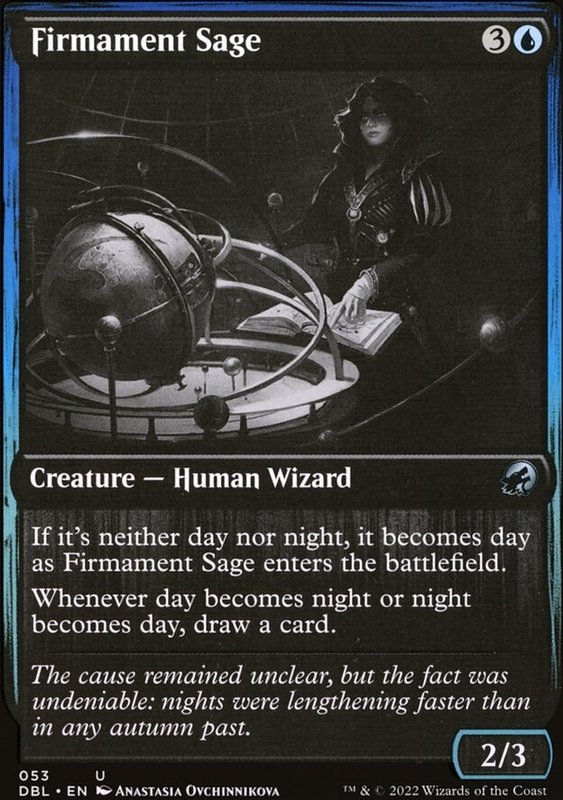 Firmament Sage 3
Creature — Human Wizard
If it's neither day nor night, it becomes day
as Firmament Sage enters the battlefield.
Whenever day becomes night or night
becomes day, draw a card.
The cause remained unclear, but the fact was
undeniable: nights were lengthening faster than
in any autumn past.
2/3
053 U
DBL • EN Anastasia Ovchinnikova ™ & © 2022 Wizards of the Coast